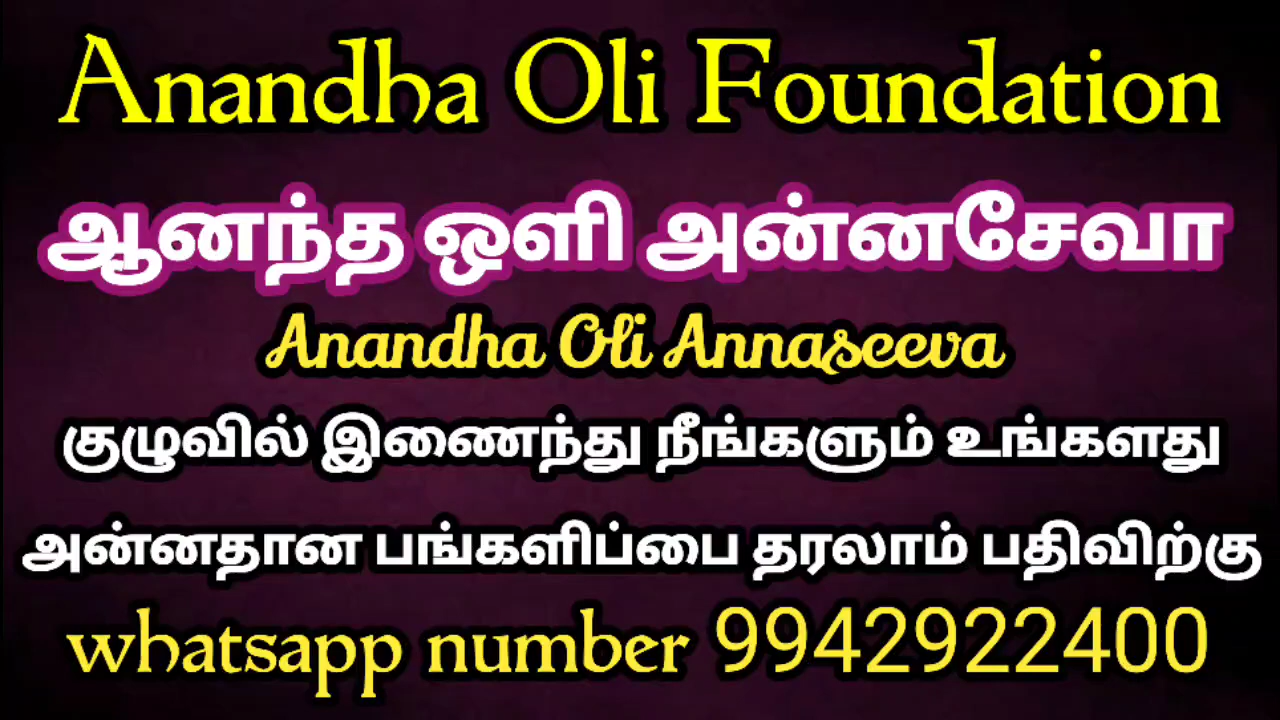 Anandha Oli Foundation
ஆனந்த ஒளி அன்னசேவா
Anandha Oli Annaseeva
குழுவில் இணைந்து நீங்களும் உங்களது
அன்னதான பங்களிப்பை தரலாம் பதிவிற்கு
whatsapp number 9942922400